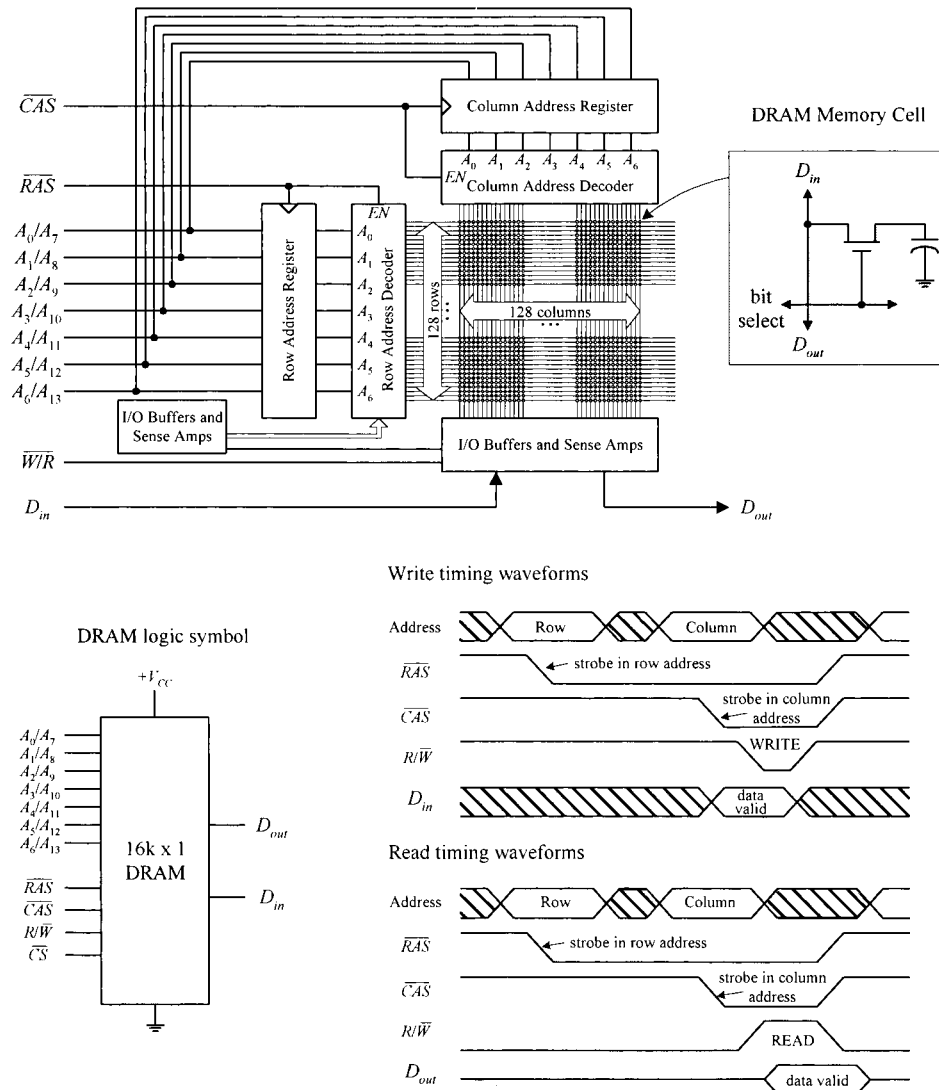 CAS
Column Address Register
DRAM Memory Cell
A0 A1 A2 A3 A4 A5 A6
EN
Column Address Decoder
RAS
EN
Din
A0/A7
A1/A8
A2/A9
A3/A10
A4/A11
A5/A12
A6/A13
Row Address Register
A0
A1
A2
A3
A4
A5
A6
Row Address Decoder
128 rows
...
128 columns
...
bit
select
Dout
I/O Buffers and
Sense Amps
I/O Buffers and Sense Amps
W/R
Din
Dout
Write timing waveforms
Address
Row
Column
RAS
strobe in row address
CAS
strobe in column
address
R/W
WRITE
Din
data
valid
DRAM logic symbol
+VCC
A0/A7
A1/A8
A2/A9
A3/A10
A4/A11
A5/A12
A6/A13
RAS
CAS
R/W
CS
16k x 1
DRAM
Dout
Din
Read timing waveforms
Address
Row
Column
RAS
strobe in row address
CAS
strobe in column
address
R/W
READ
Dout
data valid